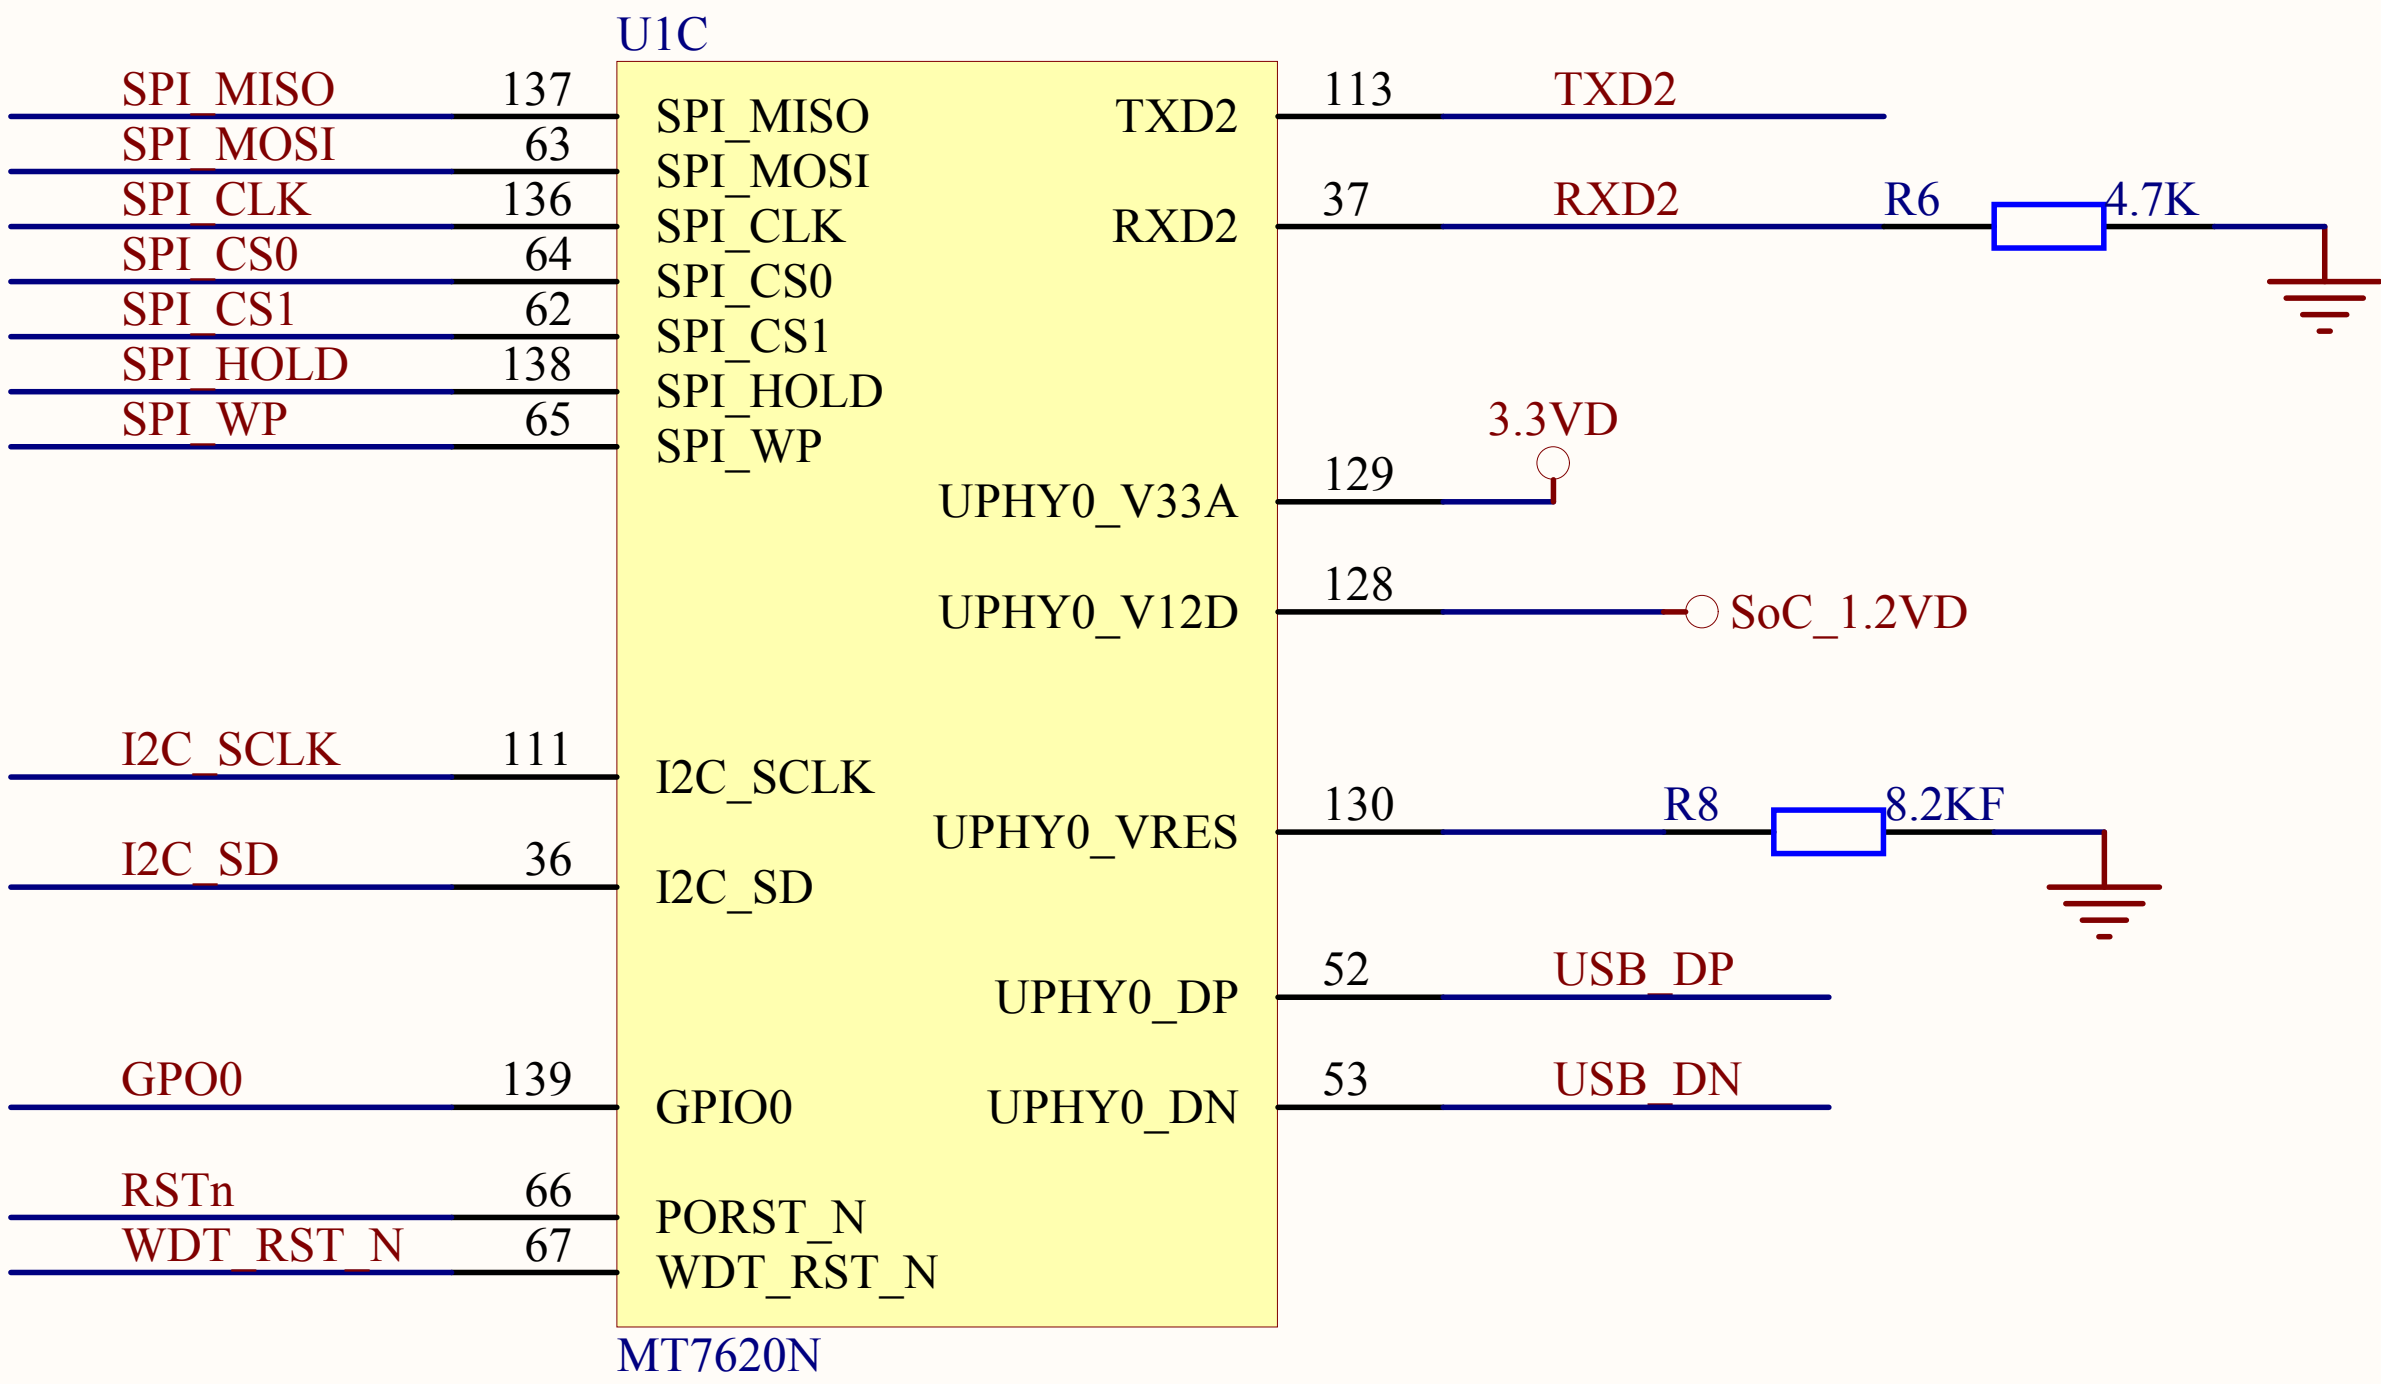 U1C
SPI_MISO 137 SPI_MISO TXD2 113 TXD2
SPI_MOSI 63 SPI_MOSI
SPI_CLK 136 SPI_CLK RXD2 37 RXD2 R6 4.7K
SPI_CS0 64 SPI_CS0
SPI_CS1 62 SPI_CS1
SPI_HOLD 138 SPI_HOLD
SPI_WP 65 SPI_WP
3.3VD
UPHY0_V33A 129
UPHY0_V12D 128 SoC_1.2VD
I2C_SCLK 111 I2C_SCLK
UPHY0_VRES 130 R8 8.2KF
I2C_SD 36 I2C_SD
UPHY0_DP 52 USB_DP
GPO0 139 GPIO0 UPHY0_DN 53 USB_DN
RSTn 66 PORST_N
WDT_RST_N 67 WDT_RST_N
MT7620N